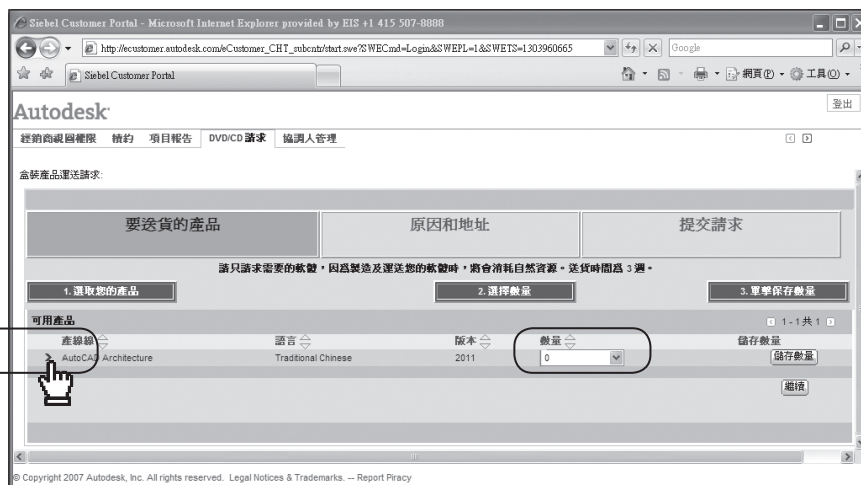 Siebel Customer Portal - Microsoft Internet Explorer provided by EIS +1 415 507-8888
http://ecustomer.autodesk.com/eCustomer_CHT_subcntr/start.swe?SWECmd=Login&SWEPL=1&SWETS=1303960665
Google
Siebel Customer Portal
網頁(P) 工具(O)
登出
Autodesk
經銷商視圖權限 積約 項目報告 DVD/CD 請求 協調人管理
盒裝產品運送請求:
要送貨的產品 原因和地址 提交請求
請只請求需要的軟體，因為製造及運送您的軟體時，將會消耗自然資源。送貨時間為 3 週。
1. 選取您的產品 2. 選擇數量 3. 單擊保存數量
可用產品 1 - 1 共 1
產線線 語言 版本 數量 儲存數量
AutoCAD Architecture Traditional Chinese 2011 0 儲存數量
繼續
© Copyright 2007 Autodesk, Inc. All rights reserved. Legal Notices & Trademarks. -- Report Piracy